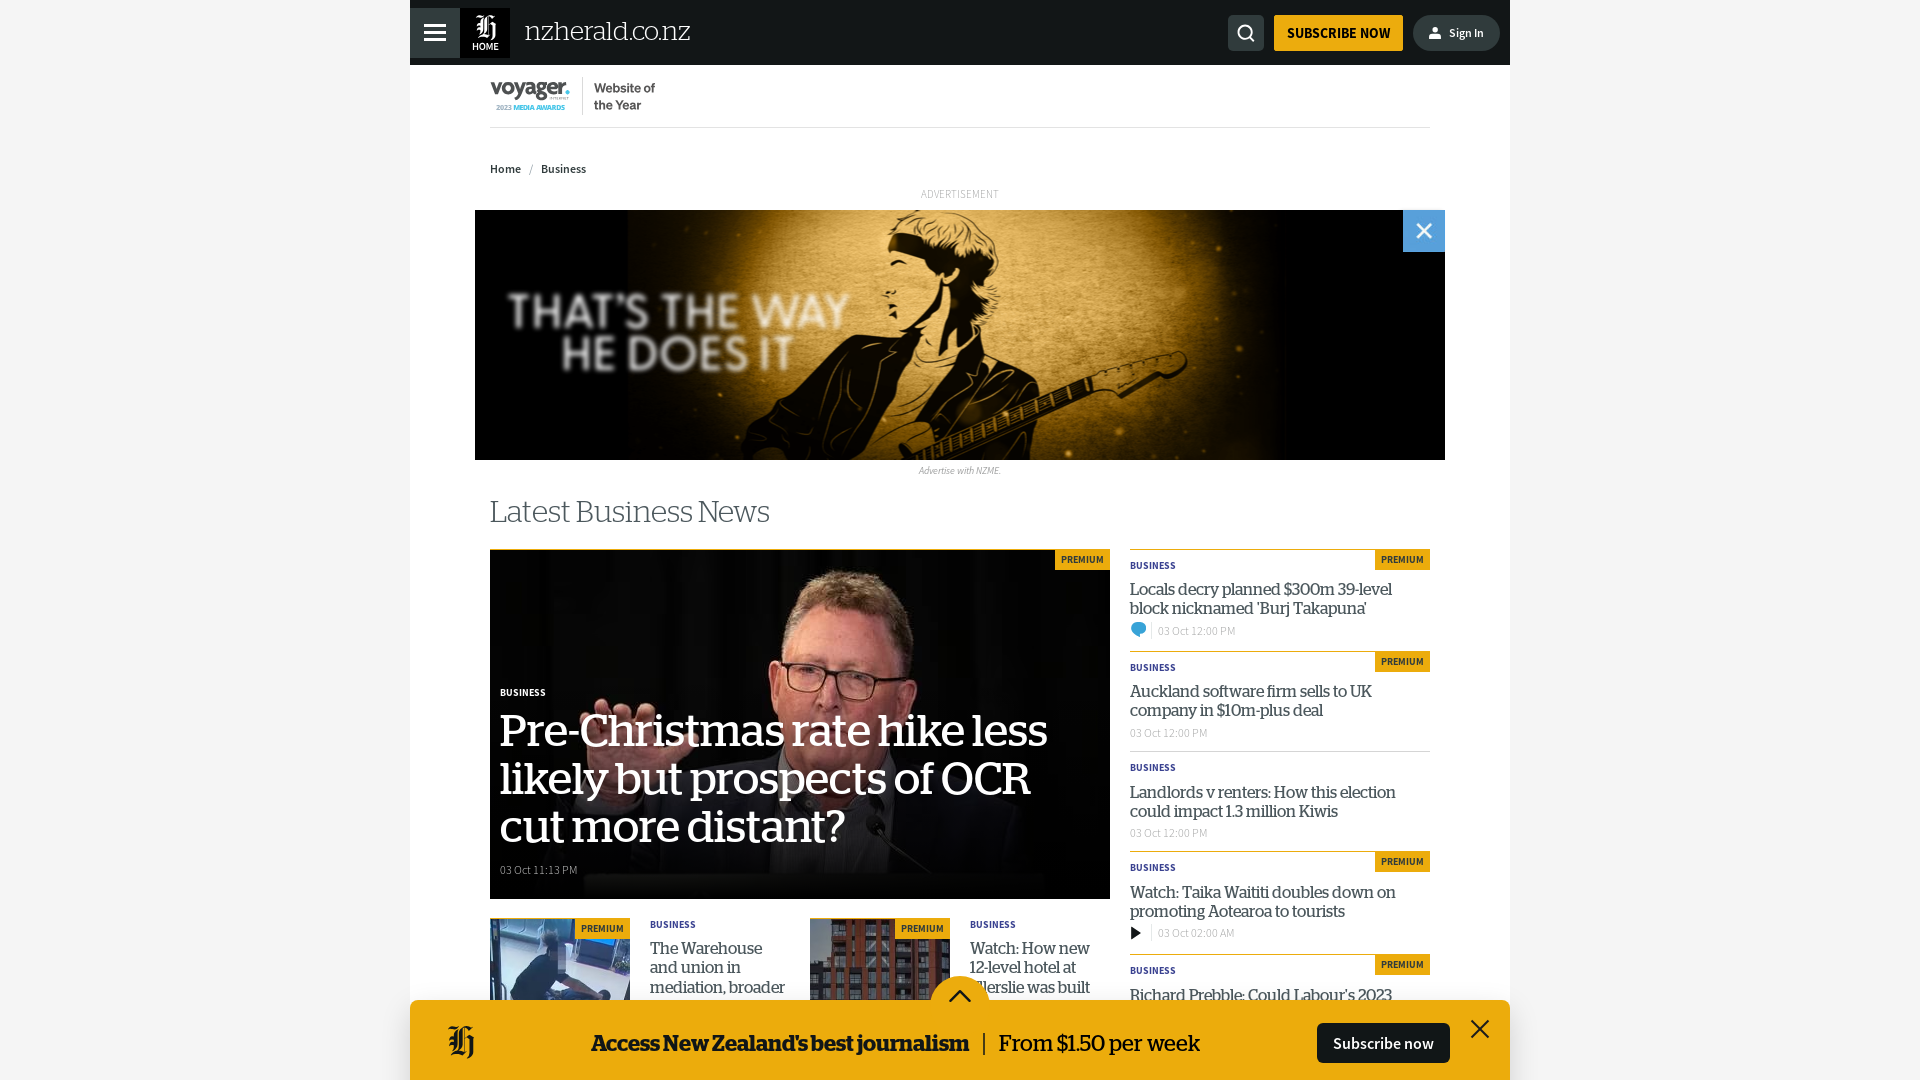 HOME
nzherald.co.nz
SUBSCRIBE NOW
Sign In
voyager.
2023 MEDIA AWARDS
Website of
the Year
Home / Business
ADVERTISEMENT
THAT'S THE WAY
HE DOES IT
Advertise with NZME.
Latest Business News
PREMIUM
BUSINESS
Pre-Christmas rate hike less
likely but prospects of OCR
cut more distant?
03 Oct 11:13 PM
PREMIUM
BUSINESS
The Warehouse
and union in
mediation, broader
PREMIUM
BUSINESS
Watch: How new
12-level hotel at
Ellerslie was built
BUSINESS
PREMIUM
Locals decry planned $300m 39-level
block nicknamed 'Burj Takapuna'
03 Oct 12:00 PM
BUSINESS
PREMIUM
Auckland software firm sells to UK
company in $10m-plus deal
03 Oct 12:00 PM
BUSINESS
Landlords v renters: How this election
could impact 1.3 million Kiwis
03 Oct 12:00 PM
BUSINESS
PREMIUM
Watch: Taika Waititi doubles down on
promoting Aotearoa to tourists
03 Oct 02:00 AM
BUSINESS
PREMIUM
Richard Prebble: Could Labour's 2023
Access New Zealand's best journalism | From $1.50 per week
Subscribe now